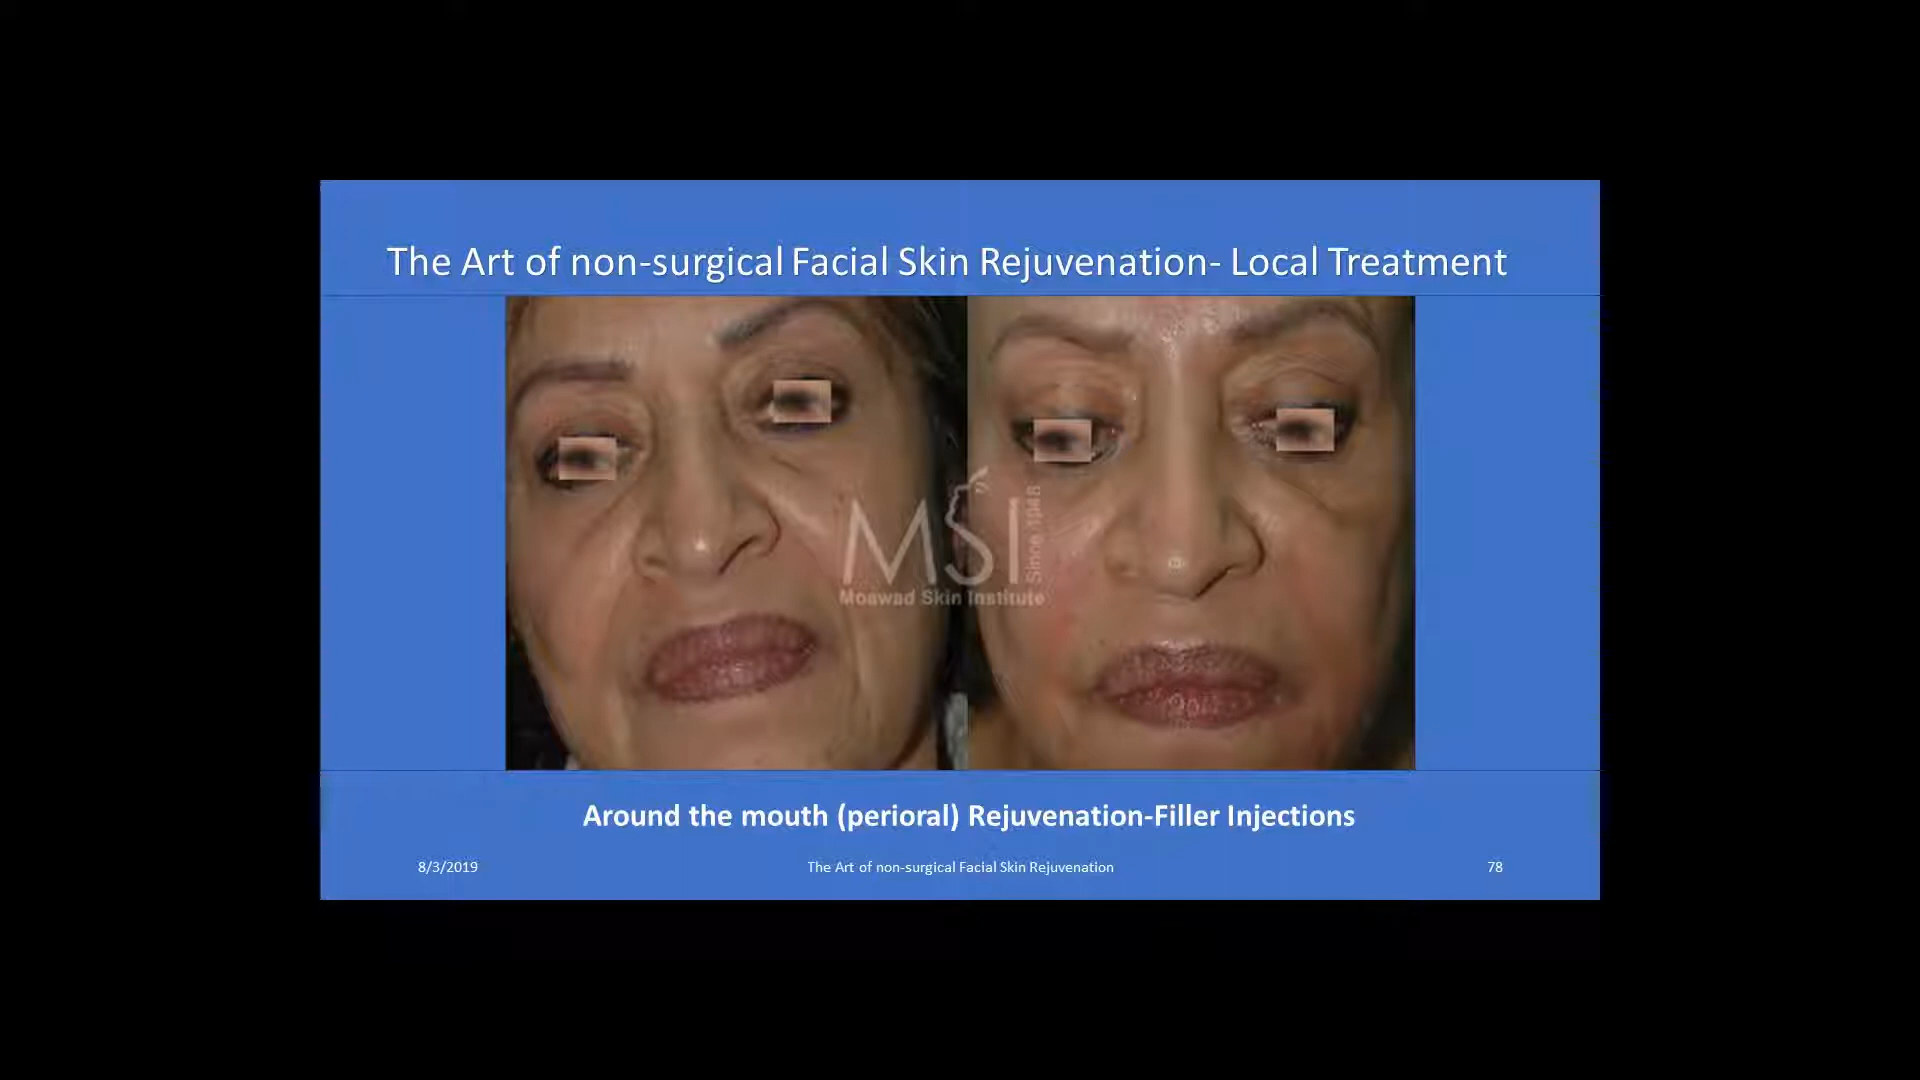 The Art of non-surgical Facial Skin Rejuvenation- Local Treatment
MSI
Since 1948
Moawad Skin Institute
Around the mouth (perioral) Rejuvenation-Filler Injections
8/3/2019
The Art of non-surgical Facial Skin Rejuvenation
78